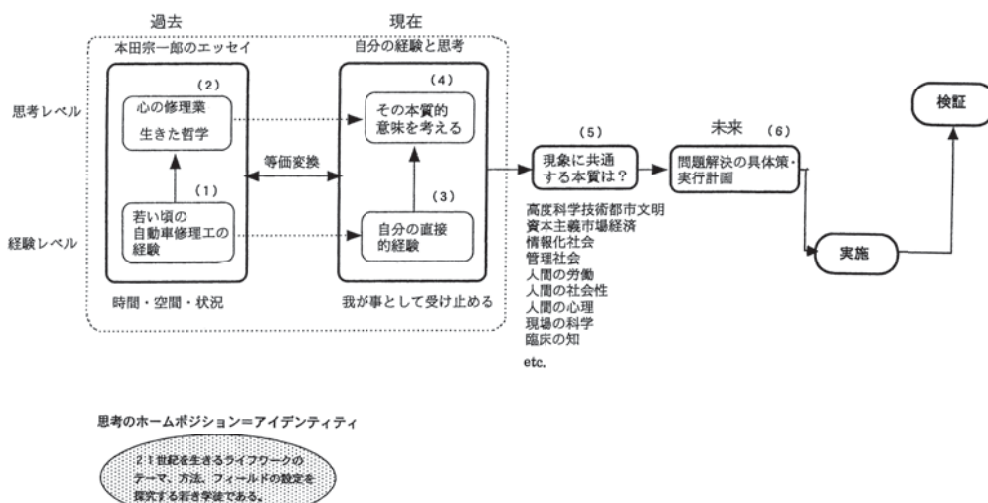 過去
現在
本田宗一郎のエッセイ
自分の経験と思考
思考レベル
(2)
心の修理業
生きた哲学
(4)
その本質的
意味を考える
等価変換
経験レベル
(1)
若い頃の
自動車修理工の
経験
(3)
自分の直接
的経験
時間・空間・状況
我が事として受け止める
(5)
現象に共通
する本質は?
高度科学技術都市文明
資本主義市場経済
情報化社会
管理社会
人間の労働
人間の社会性
人間の心理
現場の科学
臨床の知
etc.
未来
(6)
問題解決の具体策・
実行計画
実施
検証
思考のホームポジション=アイデンティティ
21世紀を生きるライフワークの
テーマ、方法、フィールドの設定を
探究する若き学徒である。